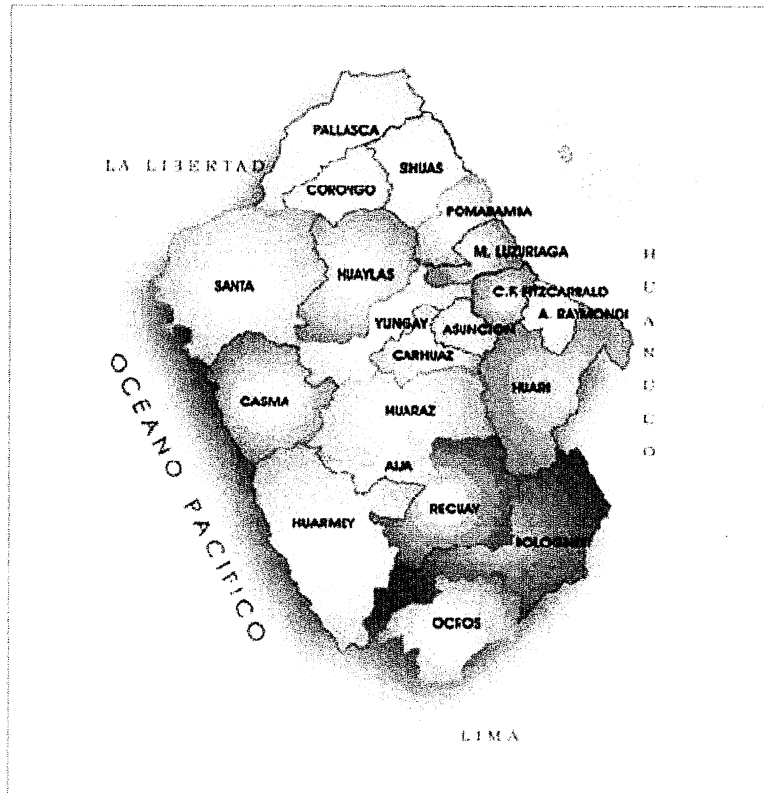 PALLASCA
LA LIBERTAD
SIHUAS
CORONGO
POMABAMBA
M. LUZURIAGA
HUANUCO
HUAYLAS
SANTA
C.F. FITZCARRALD
A. RAYMONDI
YUNGAY
ASUNCION
CARHUAZ
OCEANO PACIFICO
HUARI
CASMA
HUARAZ
AIJA
RECUAY
HUARMEY
BOLOGNESI
OCROS
LIMA